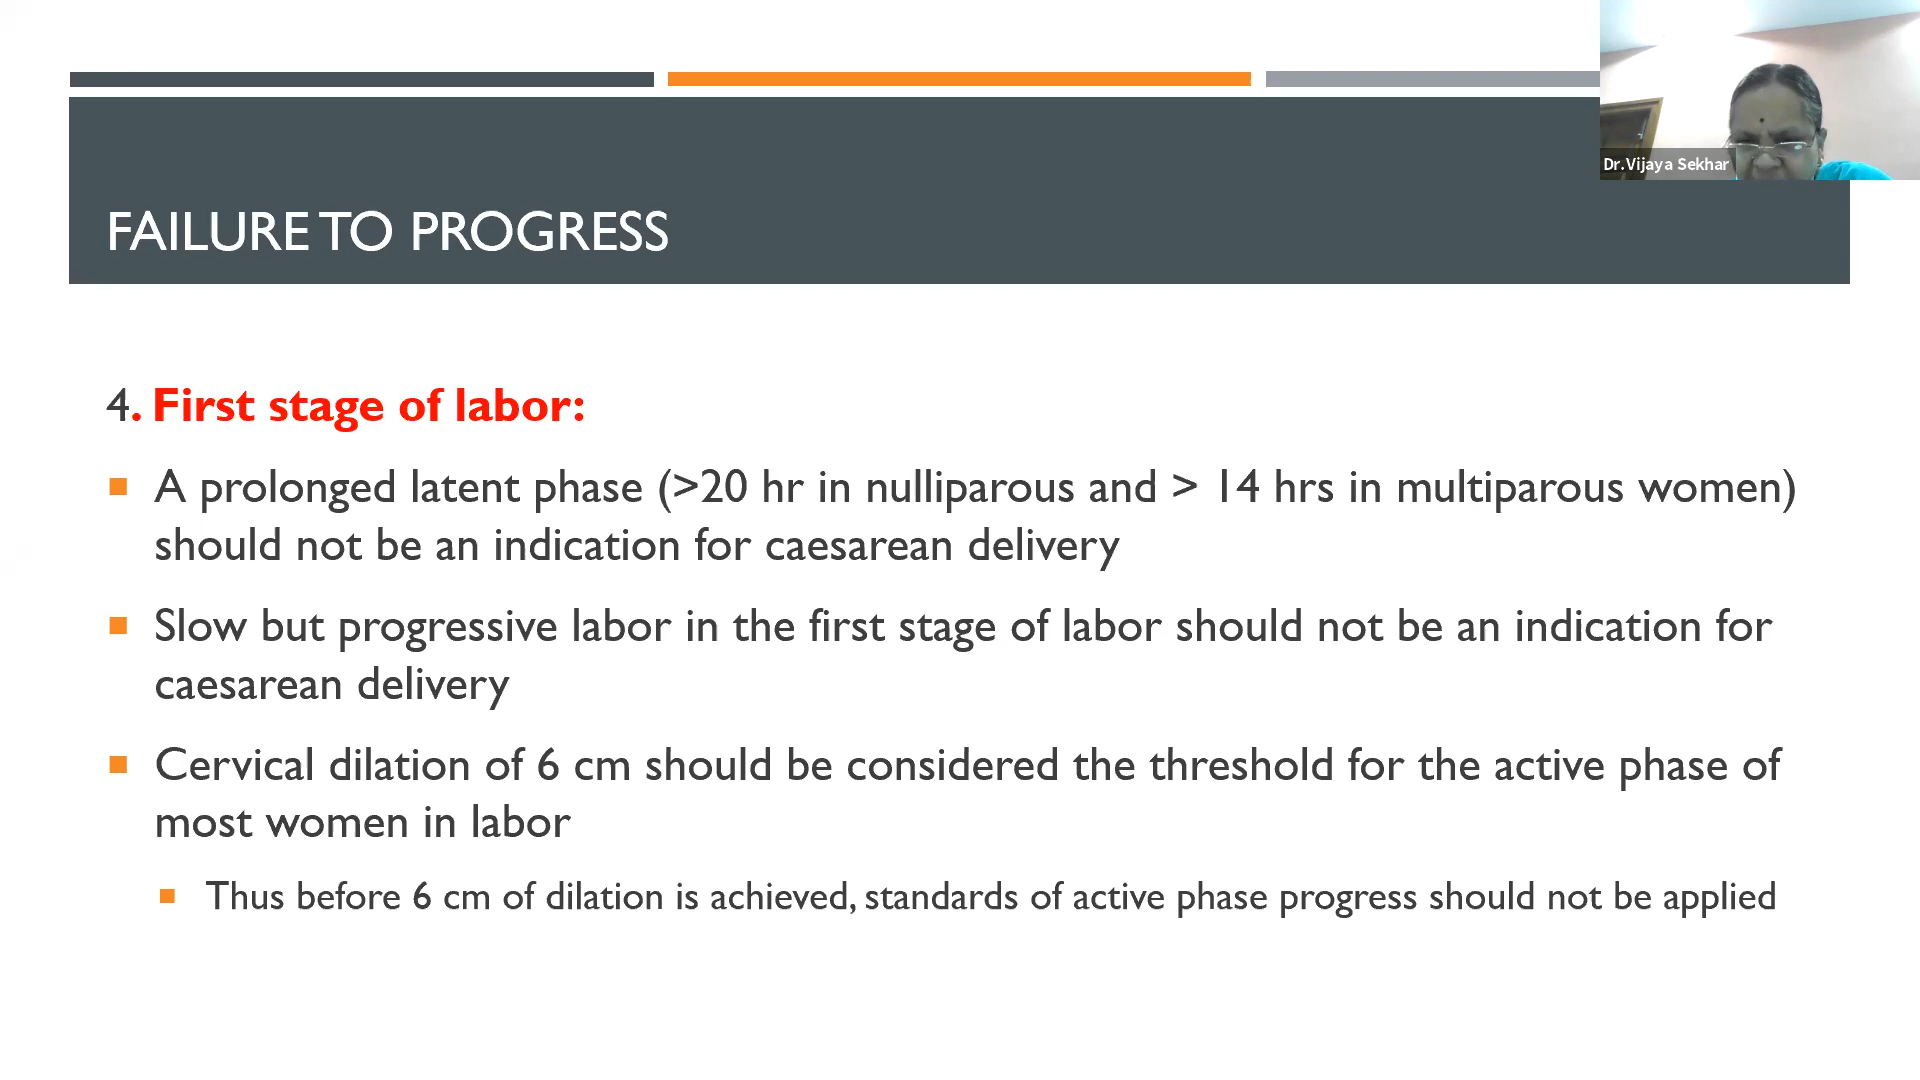 Dr.Vijaya Sekhar
FAILURE TO PROGRESS
4. First stage of labor:
A prolonged latent phase (>20 hr in nulliparous and > 14 hrs in multiparous women)
should not be an indication for caesarean delivery
Slow but progressive labor in the first stage of labor should not be an indication for
caesarean delivery
Cervical dilation of 6 cm should be considered the threshold for the active phase of
most women in labor
Thus before 6 cm of dilation is achieved, standards of active phase progress should not be applied